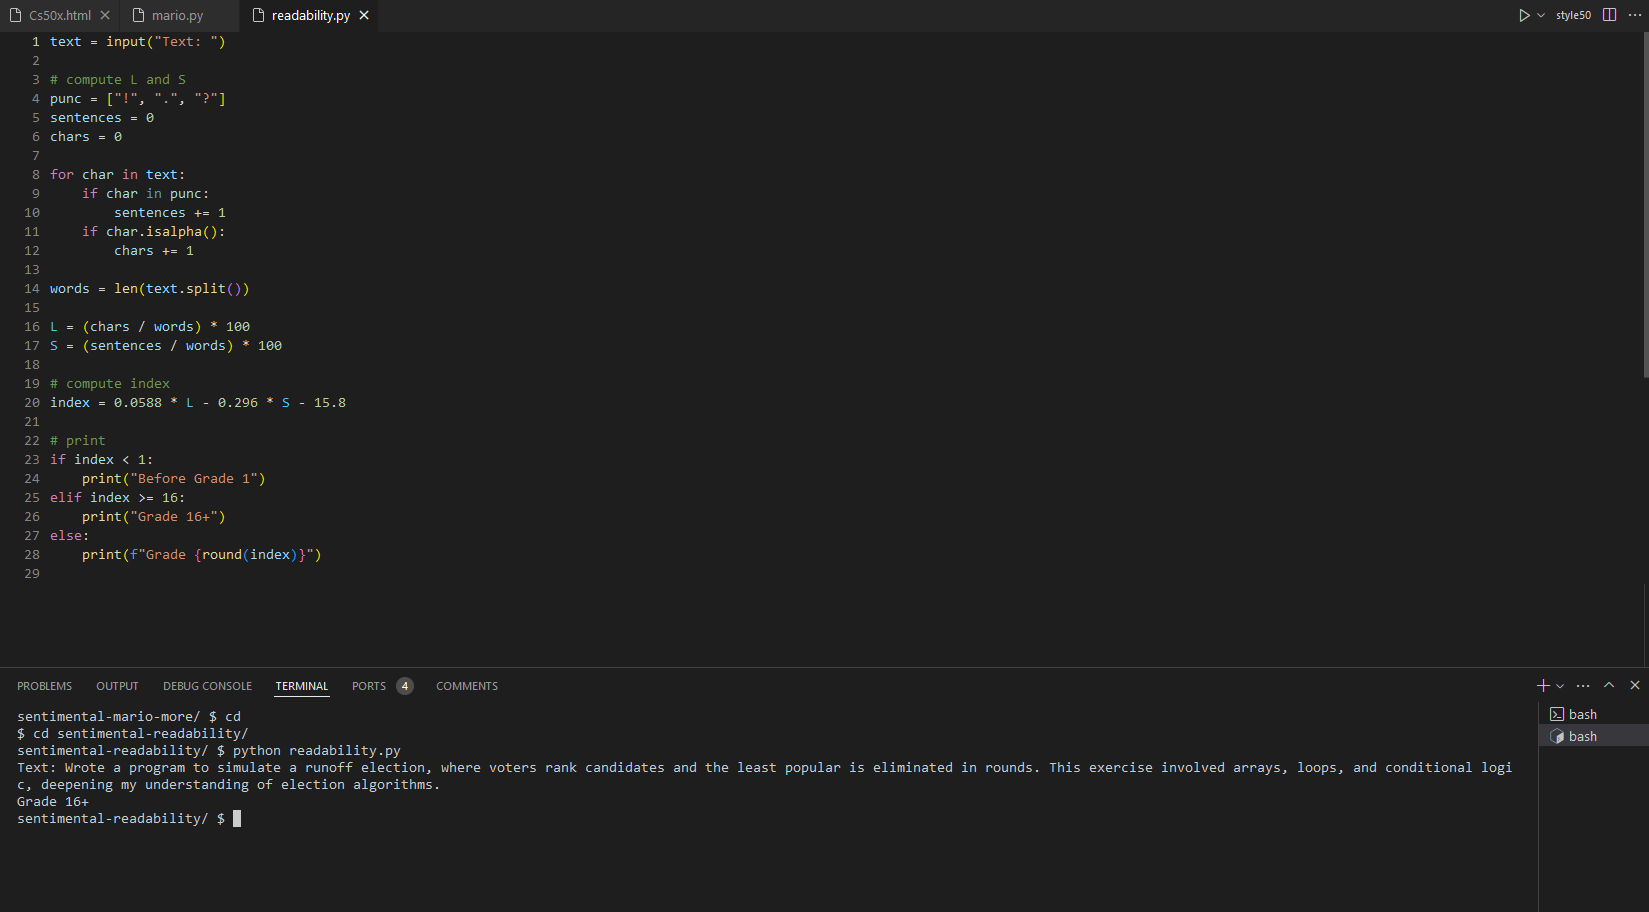 Cs50x.html mario.py readability.py style50
1 text = input("Text: ")
2
3 # compute L and S
4 punc = ["!", ".", "?"]
5 sentences = 0
6 chars = 0
7
8 for char in text:
9     if char in punc:
10         sentences += 1
11     if char.isalpha():
12         chars += 1
13
14 words = len(text.split())
15
16 L = (chars / words) * 100
17 S = (sentences / words) * 100
18
19 # compute index
20 index = 0.0588 * L - 0.296 * S - 15.8
21
22 # print
23 if index < 1:
24     print("Before Grade 1")
25 elif index >= 16:
26     print("Grade 16+")
27 else:
28     print(f"Grade {round(index)}")
29
PROBLEMS OUTPUT DEBUG CONSOLE TERMINAL PORTS 4 COMMENTS
sentimental-mario-more/ $ cd
$ cd sentimental-readability/
sentimental-readability/ $ python readability.py
Text: Wrote a program to simulate a runoff election, where voters rank candidates and the least popular is eliminated in rounds. This exercise involved arrays, loops, and conditional logi
c, deepening my understanding of election algorithms.
Grade 16+
sentimental-readability/ $
bash
bash